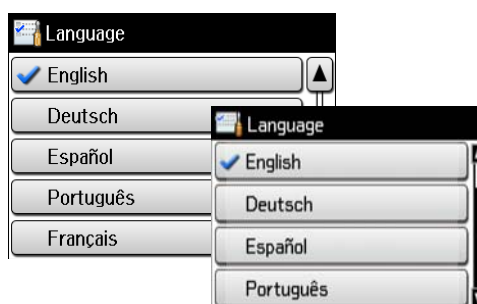 Language
English
Deutsch
Español
Português
Français
Language
English
Deutsch
Español
Português